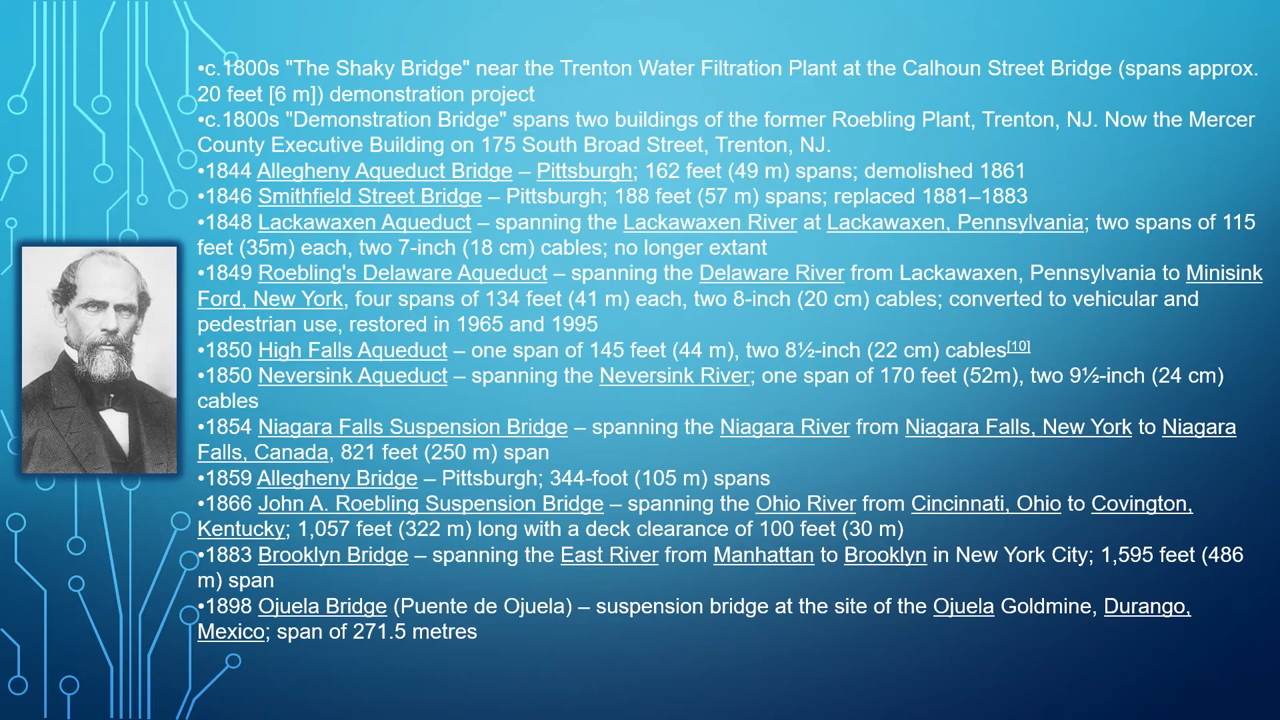 •c.1800s "The Shaky Bridge" near the Trenton Water Filtration Plant at the Calhoun Street Bridge (spans approx.
20 feet [6 m]) demonstration project
•c.1800s "Demonstration Bridge" spans two buildings of the former Roebling Plant, Trenton, NJ. Now the Mercer
County Executive Building on 175 South Broad Street, Trenton, NJ.
•1844 Allegheny Aqueduct Bridge – Pittsburgh; 162 feet (49 m) spans; demolished 1861
•1846 Smithfield Street Bridge – Pittsburgh; 188 feet (57 m) spans; replaced 1881–1883
•1848 Lackawaxen Aqueduct – spanning the Lackawaxen River at Lackawaxen, Pennsylvania; two spans of 115
feet (35m) each, two 7-inch (18 cm) cables; no longer extant
•1849 Roebling's Delaware Aqueduct – spanning the Delaware River from Lackawaxen, Pennsylvania to Minisink
Ford, New York, four spans of 134 feet (41 m) each, two 8-inch (20 cm) cables; converted to vehicular and
pedestrian use, restored in 1965 and 1995
•1850 High Falls Aqueduct – one span of 145 feet (44 m), two 8½-inch (22 cm) cables[10]
•1850 Neversink Aqueduct – spanning the Neversink River; one span of 170 feet (52m), two 9½-inch (24 cm)
cables
•1854 Niagara Falls Suspension Bridge – spanning the Niagara River from Niagara Falls, New York to Niagara
Falls, Canada, 821 feet (250 m) span
•1859 Allegheny Bridge – Pittsburgh; 344-foot (105 m) spans
•1866 John A. Roebling Suspension Bridge – spanning the Ohio River from Cincinnati, Ohio to Covington,
Kentucky; 1,057 feet (322 m) long with a deck clearance of 100 feet (30 m)
•1883 Brooklyn Bridge – spanning the East River from Manhattan to Brooklyn in New York City; 1,595 feet (486
m) span
•1898 Ojuela Bridge (Puente de Ojuela) – suspension bridge at the site of the Ojuela Goldmine, Durango,
Mexico; span of 271.5 metres